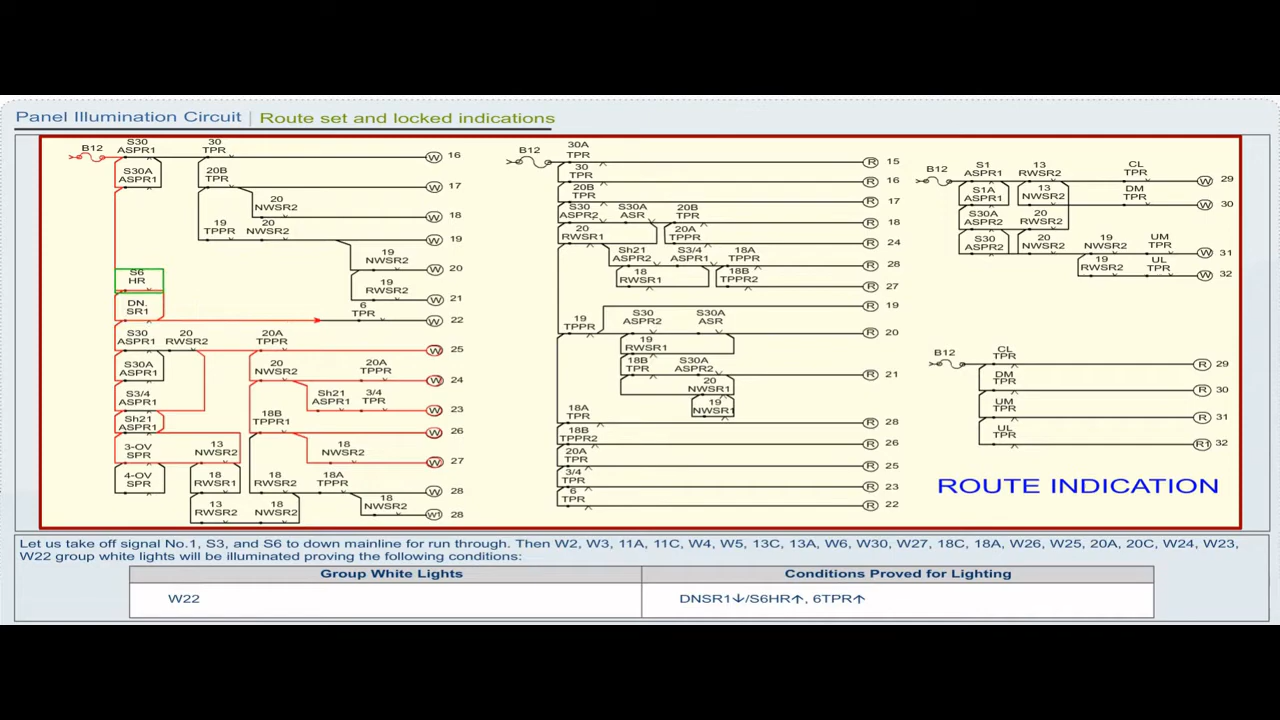 Panel Illumination Circuit | Route set and locked indications
B12
S30 ASPR1
30 TPR
W 16
S30A ASPR1
20B TPR
W 17
20 NWSR2
W 18
19 TPPR
20 NWSR2
W 19
19 NWSR2
W 20
19 RWSR2
W 21
S6 HR
DN. SR1
6 TPR
W 22
S30 ASPR1
20 RWSR2
20A TPPR
W 25
S30A ASPR1
20 NWSR2
20A TPPR
W 24
S3/4 ASPR1
Sh21 ASPR1
3/4 TPR
W 23
Sh21 ASPR1
18B TPPR1
W 26
3-OV SPR
13 NWSR2
18 NWSR2
W 27
4-OV SPR
18 RWSR1
18 RWSR2
18A TPPR
W 28
13 RWSR2
18 NWSR2
18 NWSR2
W1 28
B12
30A TPR
R 15
30 TPR
R 16
20B TPR
R 17
S30 ASPR2
S30A ASR
20B TPR
R 18
20 RWSR1
20A TPPR
R 24
Sh21 ASPR2
S3/4 ASPR1
18A TPPR
R 28
18 RWSR1
18B TPPR2
R 27
R 19
19 TPPR
S30 ASPR2
S30A ASR
R 20
19 RWSR1
18B TPR
S30A ASPR2
R 21
20 NWSR1
19 NWSR1
18A TPR
R 28
18B TPPR2
R 26
20A TPR
R 25
3/4 TPR
R 23
6 TPR
R 22
B12
S1 ASPR1
13 RWSR2
CL TPR
W 29
S1A ASPR1
13 NWSR2
DM TPR
W 30
S30A ASPR2
20 RWSR2
S30 ASPR2
20 NWSR2
19 NWSR2
UM TPR
W 31
19 RWSR2
UL TPR
W 32
B12
CL TPR
R 29
DM TPR
R 30
UM TPR
R 31
UL TPR
R1 32
ROUTE INDICATION
Let us take off signal No.1, S3, and S6 to down mainline for run through. Then W2, W3, 11A, 11C, W4, W5, 13C, 13A, W6, W30, W27, 18C, 18A, W26, W25, 20A, 20C, W24, W23,
W22 group white lights will be illuminated proving the following conditions:
Group White Lights
Conditions Proved for Lighting
W22
DNSR1↓/S6HR↑, 6TPR↑